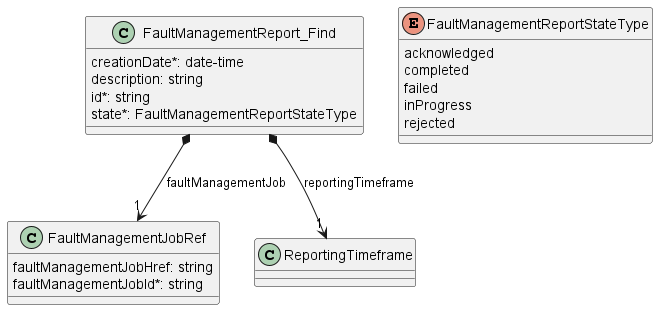 C FaultManagementReport_Find
creationDate*: date-time
description: string
id*: string
state*: FaultManagementReportStateType
E FaultManagementReportStateType
acknowledged
completed
failed
inProgress
rejected
faultManagementJob
reportingTimeframe
1
1
C FaultManagementJobRef
faultManagementJobHref: string
faultManagementJobId*: string
C ReportingTimeframe